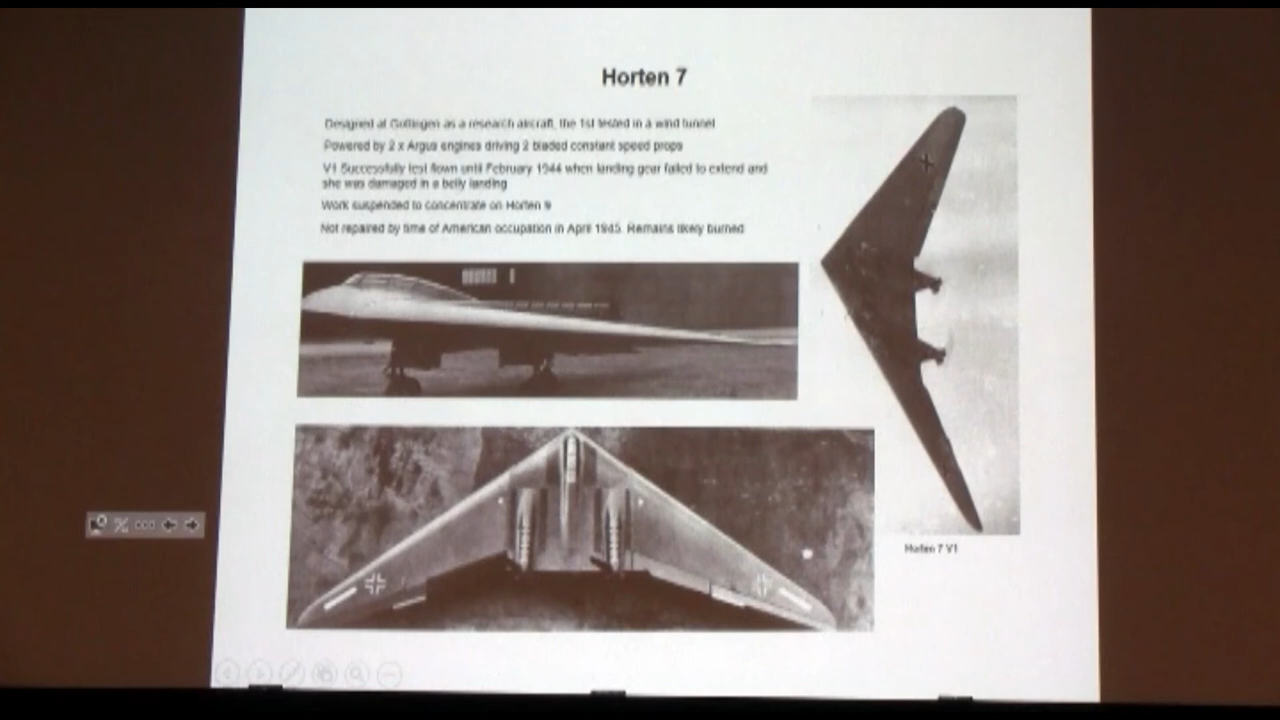 Horten 7
Designed at Gottingen as a research aircraft, the 1st tested in a wind tunnel
Powered by 2 x Argus engines driving 2 bladed constant speed props
V1 Successfully test flown until February 1944 when landing gear failed to extend and
she was damaged in a belly landing
Work suspended to concentrate on Horten 9
Not repaired by time of American occupation in April 1945. Remains likely burned
Horten 7 V1